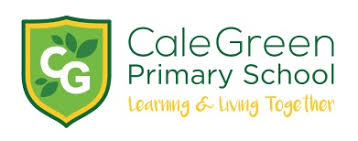 CG
CaleGreen
Primary School
Learning & Living Together